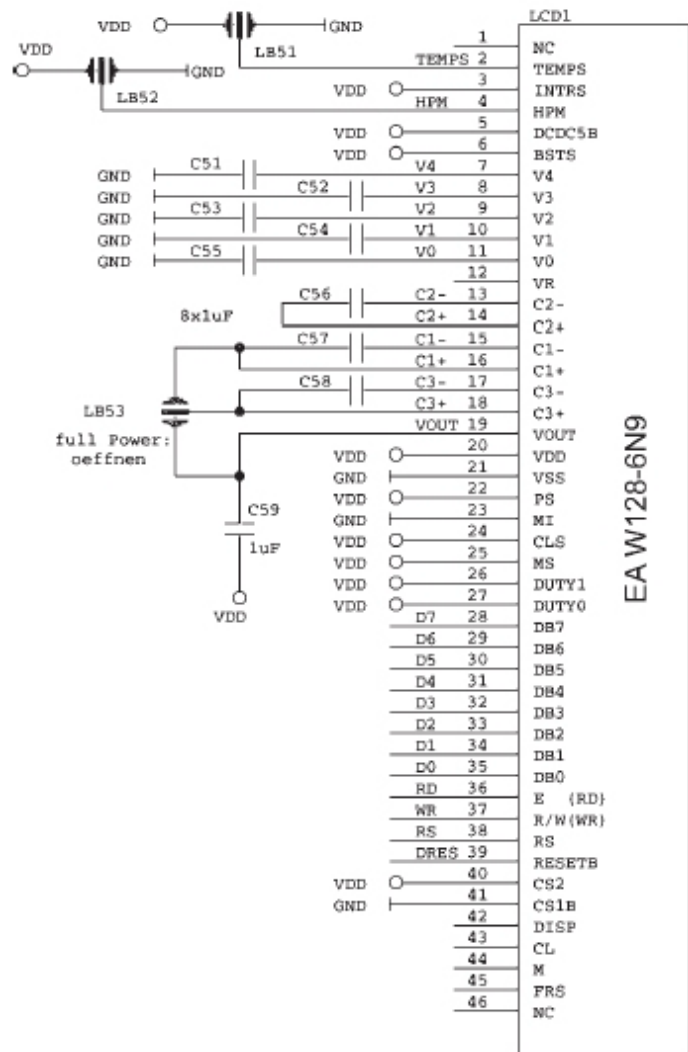 LCD1
VDD GND
LB51
VDD GND
LB52
1 NC
TEMPS 2 TEMPS
VDD 3 INTRS
HPM 4 HPM
VDD 5 DCDC5B
VDD 6 BSTS
GND C51 V4 7 V4
GND C52 V3 8 V3
GND C53 V2 9 V2
GND C54 V1 10 V1
GND C55 V0 11 V0
12 VR
C56 C2- 13 C2-
8x1uF C2+ 14 C2+
C57 C1- 15 C1-
C1+ 16 C1+
C58 C3- 17 C3-
LB53 C3+ 18 C3+
full Power: VOUT 19 VOUT
oeffnen
VDD 20 VDD
GND 21 VSS
VDD 22 PS
C59 GND 23 MI
1uF VDD 24 CLS
VDD 25 MS
VDD 26 DUTY1
VDD VDD 27 DUTY0
D7 28 DB7
D6 29 DB6
D5 30 DB5
D4 31 DB4
D3 32 DB3
D2 33 DB2
D1 34 DB1
D0 35 DB0
RD 36 E (RD)
WR 37 R/W(WR)
RS 38 RS
DRES 39 RESETB
VDD 40 CS2
GND 41 CS1B
42 DISP
43 CL
44 M
45 FRS
46 NC
EA W128-6N9